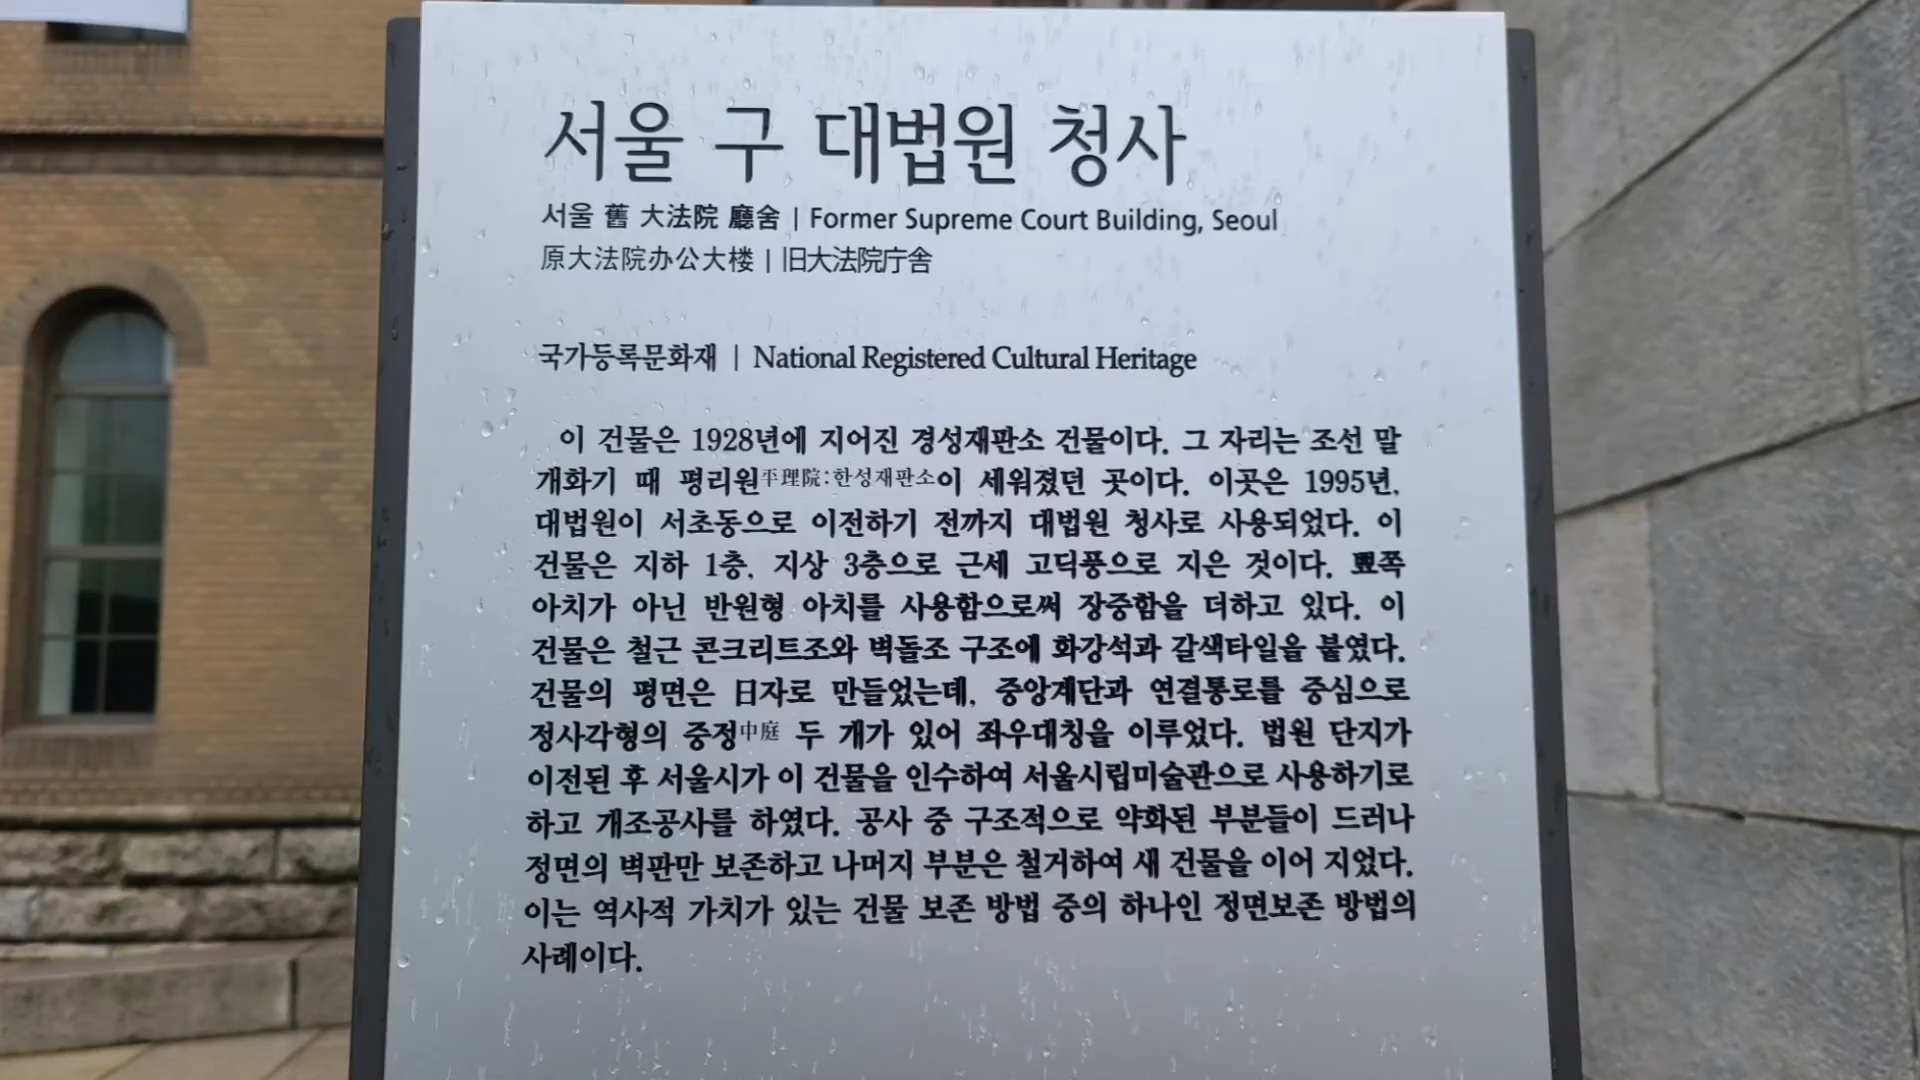 서울 구 대법원 청사
서울 舊 大法院 廳舍 | Former Supreme Court Building, Seoul
原大法院办公大楼 | 旧大法院庁舎
국가등록문화재 | National Registered Cultural Heritage
이 건물은 1928년에 지어진 경성재판소 건물이다. 그 자리는 조선 말
개화기 때 평리원平理院:한성재판소이 세워졌던 곳이다. 이곳은 1995년,
대법원이 서초동으로 이전하기 전까지 대법원 청사로 사용되었다. 이
건물은 지하 1층, 지상 3층으로 근세 고딕풍으로 지은 것이다. 뾰쪽
아치가 아닌 반원형 아치를 사용함으로써 장중함을 더하고 있다. 이
건물은 철근 콘크리트조와 벽돌조 구조에 화강석과 갈색타일을 붙였다.
건물의 평면은 日자로 만들었는데, 중앙계단과 연결통로를 중심으로
정사각형의 중정中庭 두 개가 있어 좌우대칭을 이루었다. 법원 단지가
이전된 후 서울시가 이 건물을 인수하여 서울시립미술관으로 사용하기로
하고 개조공사를 하였다. 공사 중 구조적으로 약화된 부분들이 드러나
정면의 벽판만 보존하고 나머지 부분은 철거하여 새 건물을 이어 지었다.
이는 역사적 가치가 있는 건물 보존 방법 중의 하나인 정면보존 방법의
사례이다.